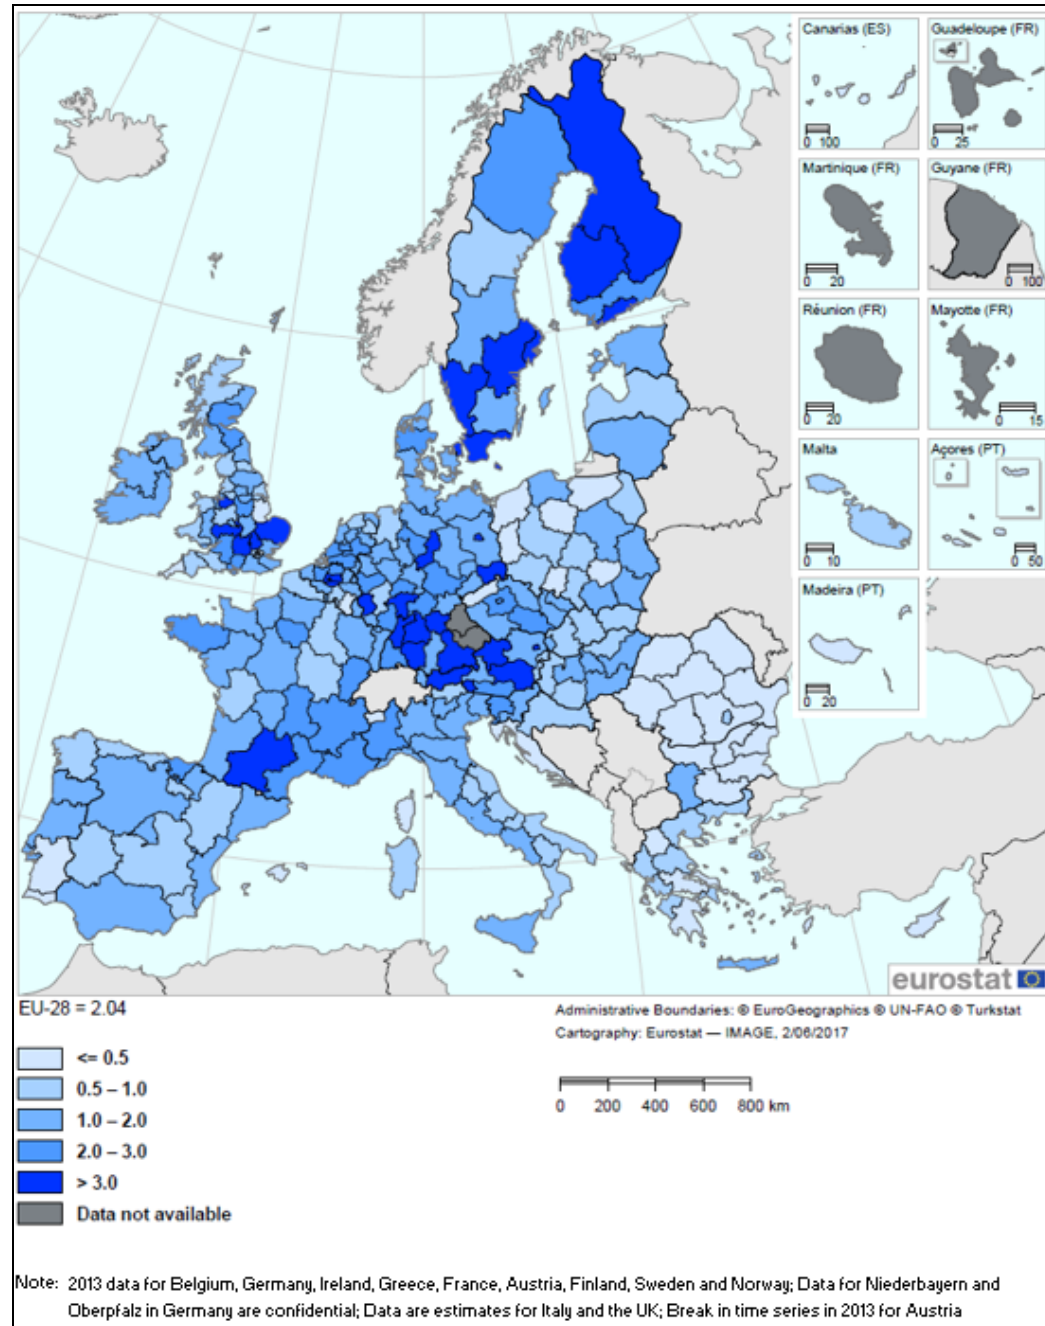 Canarias (ES)
0 100
Guadeloupe (FR)
0 25
Martinique (FR)
0 20
Guyane (FR)
0 100
Réunion (FR)
0 20
Mayotte (FR)
0 15
Malta
0 10
Açores (PT)
0 50
Madeira (PT)
0 20
eurostat
EU-28 = 2.04
Administrative Boundaries: © EuroGeographics © UN-FAO © Turkstat
Cartography: Eurostat — IMAGE, 2/06/2017
<= 0.5
0.5 – 1.0
1.0 – 2.0
2.0 – 3.0
> 3.0
Data not available
0 200 400 600 800 km
Note: 2013 data for Belgium, Germany, Ireland, Greece, France, Austria, Finland, Sweden and Norway; Data for Niederbayern and
Oberpfalz in Germany are confidential; Data are estimates for Italy and the UK; Break in time series in 2013 for Austria